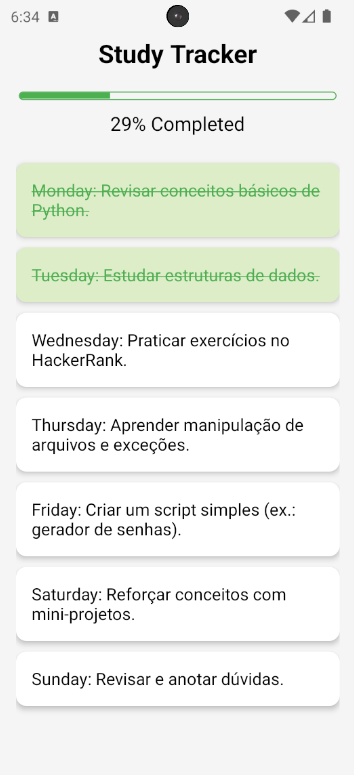 6:34
Study Tracker
29% Completed
Monday: Revisar conceitos básicos de
Python.
Tuesday: Estudar estruturas de dados.
Wednesday: Praticar exercícios no
HackerRank.
Thursday: Aprender manipulação de
arquivos e exceções.
Friday: Criar um script simples (ex.:
gerador de senhas).
Saturday: Reforçar conceitos com
mini-projetos.
Sunday: Revisar e anotar dúvidas.